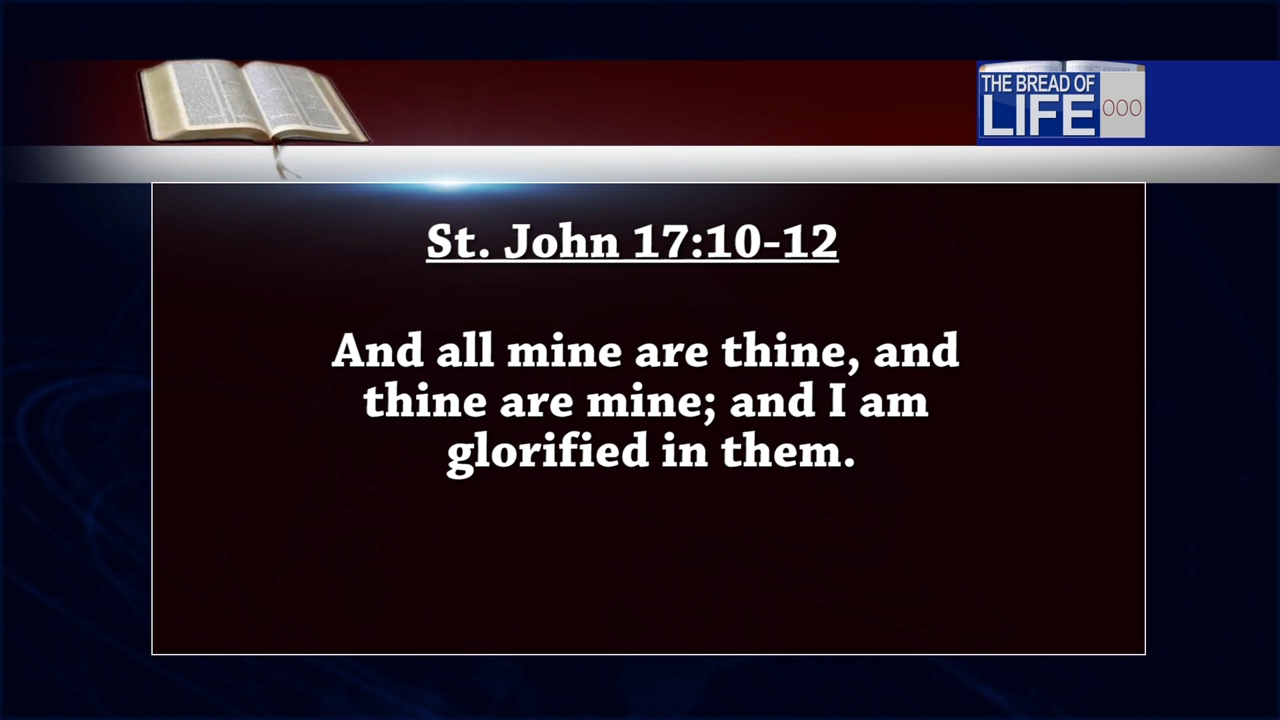 THE BREAD OF
LIFE
000
St. John 17:10-12
And all mine are thine, and
thine are mine; and I am
glorified in them.